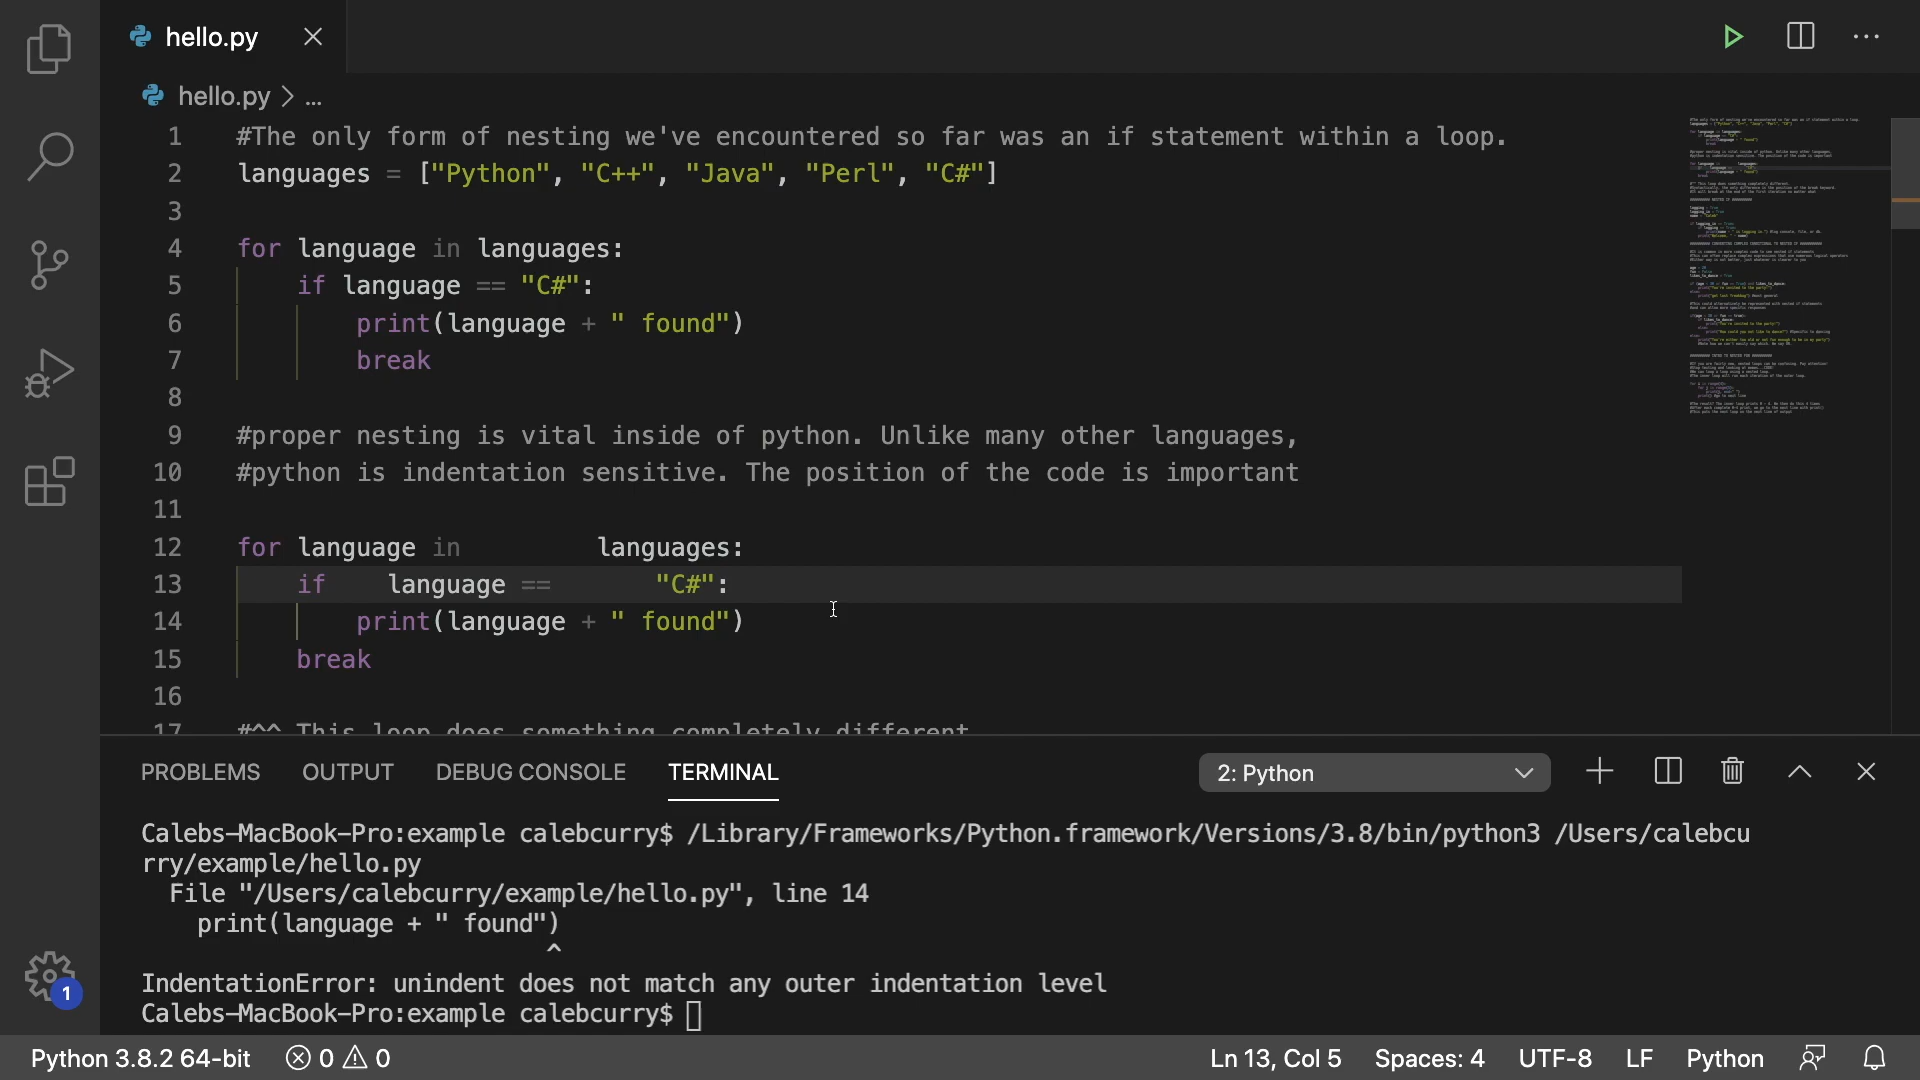 hello.py
hello.py > ...
1 #The only form of nesting we've encountered so far was an if statement within a loop.
2 languages = ["Python", "C++", "Java", "Perl", "C#"]
3
4 for language in languages:
5     if language == "C#":
6         print(language + " found")
7         break
8
9 #proper nesting is vital inside of python. Unlike many other languages,
10 #python is indentation sensitive. The position of the code is important
11
12 for language in         languages:
13     if    language ==       "C#":
14         print(language + " found")
15     break
16
17 #^^ This loop does something completely different
PROBLEMS OUTPUT DEBUG CONSOLE TERMINAL 2: Python
Calebs-MacBook-Pro:example calebcurry$ /Library/Frameworks/Python.framework/Versions/3.8/bin/python3 /Users/calebcu
rry/example/hello.py
  File "/Users/calebcurry/example/hello.py", line 14
    print(language + " found")
                             ^
IndentationError: unindent does not match any outer indentation level
Calebs-MacBook-Pro:example calebcurry$
1
Python 3.8.2 64-bit 0 0 Ln 13, Col 5 Spaces: 4 UTF-8 LF Python